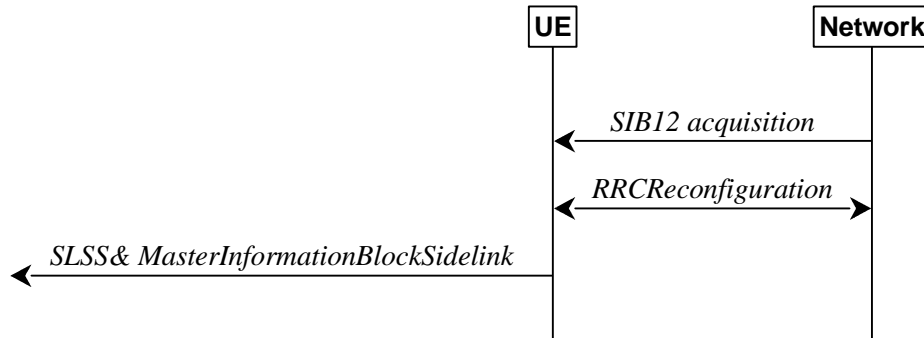 UE
Network
SIB12 acquisition
RRCReconfiguration
SLSS& MasterInformationBlockSidelink